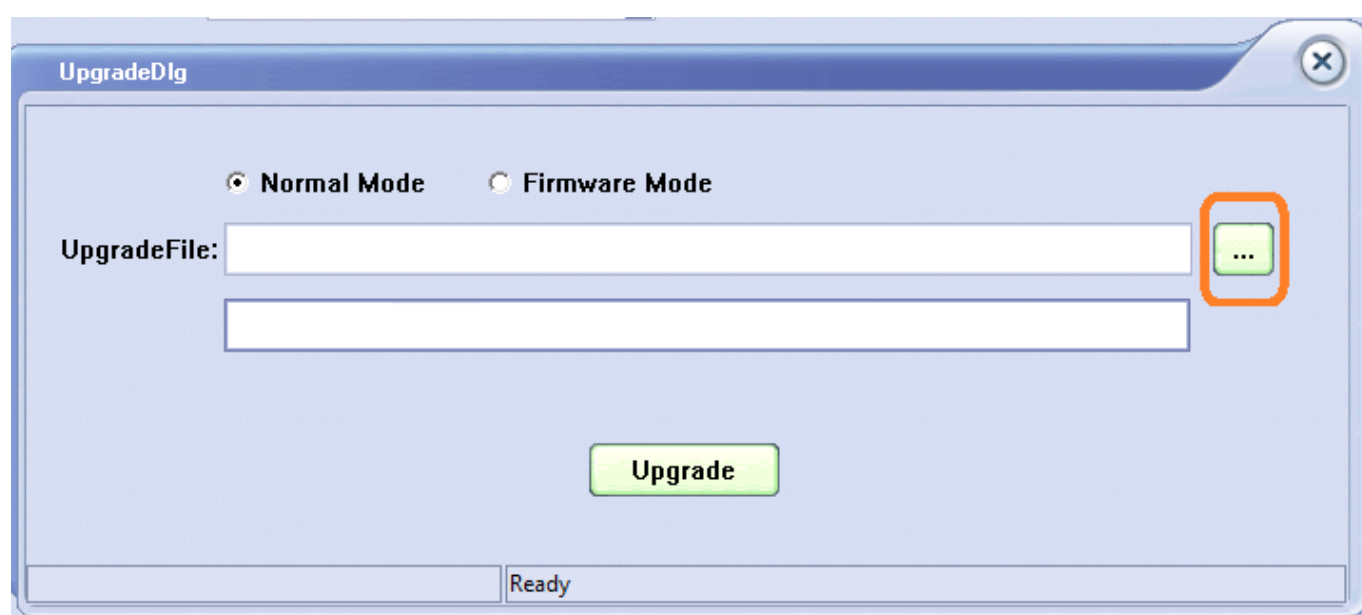 UpgradeDlg
Normal Mode Firmware Mode
UpgradeFile: ...
Upgrade
Ready